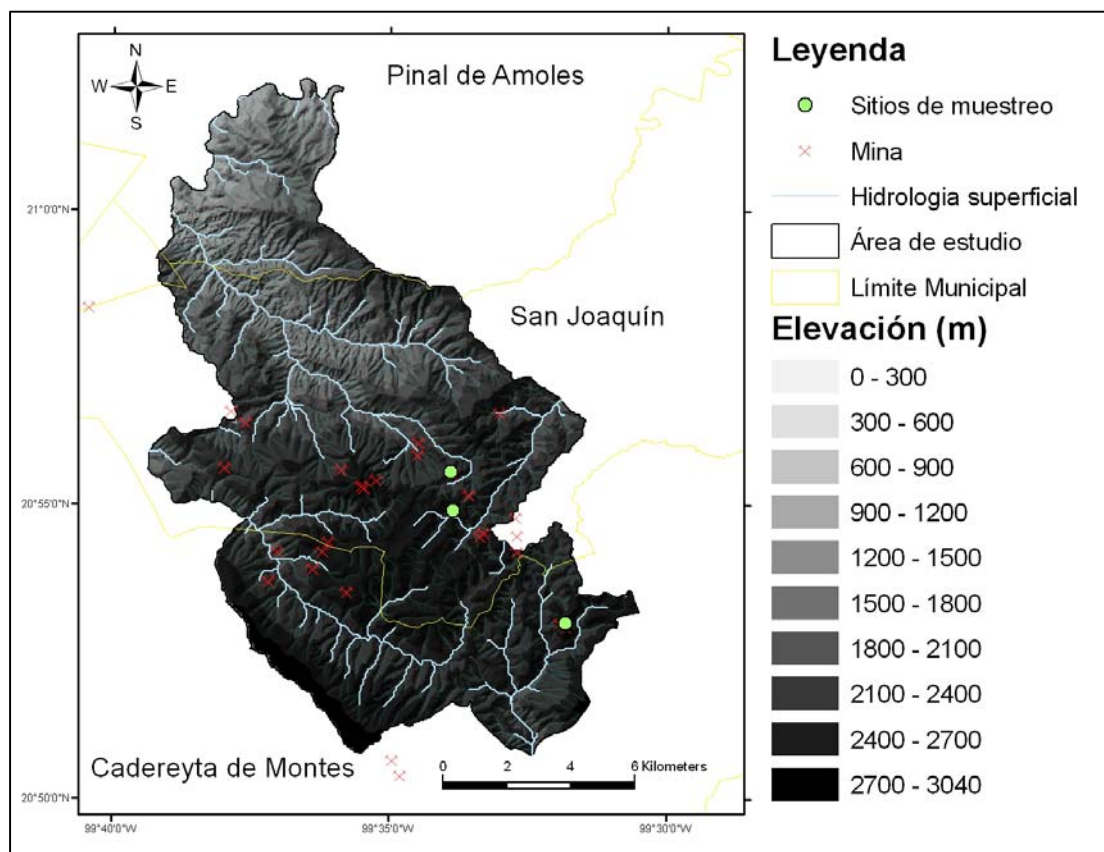 N
W E
S
Pinal de Amoles
San Joaquín
Cadereyta de Montes
21°0'0"N
20°55'0"N
20°50'0"N
99°40'0"W
99°35'0"W
99°30'0"W
0 2 4 6 Kilometers
Leyenda
Sitios de muestreo
Mina
Hidrologia superficial
Área de estudio
Límite Municipal
Elevación (m)
0 - 300
300 - 600
600 - 900
900 - 1200
1200 - 1500
1500 - 1800
1800 - 2100
2100 - 2400
2400 - 2700
2700 - 3040